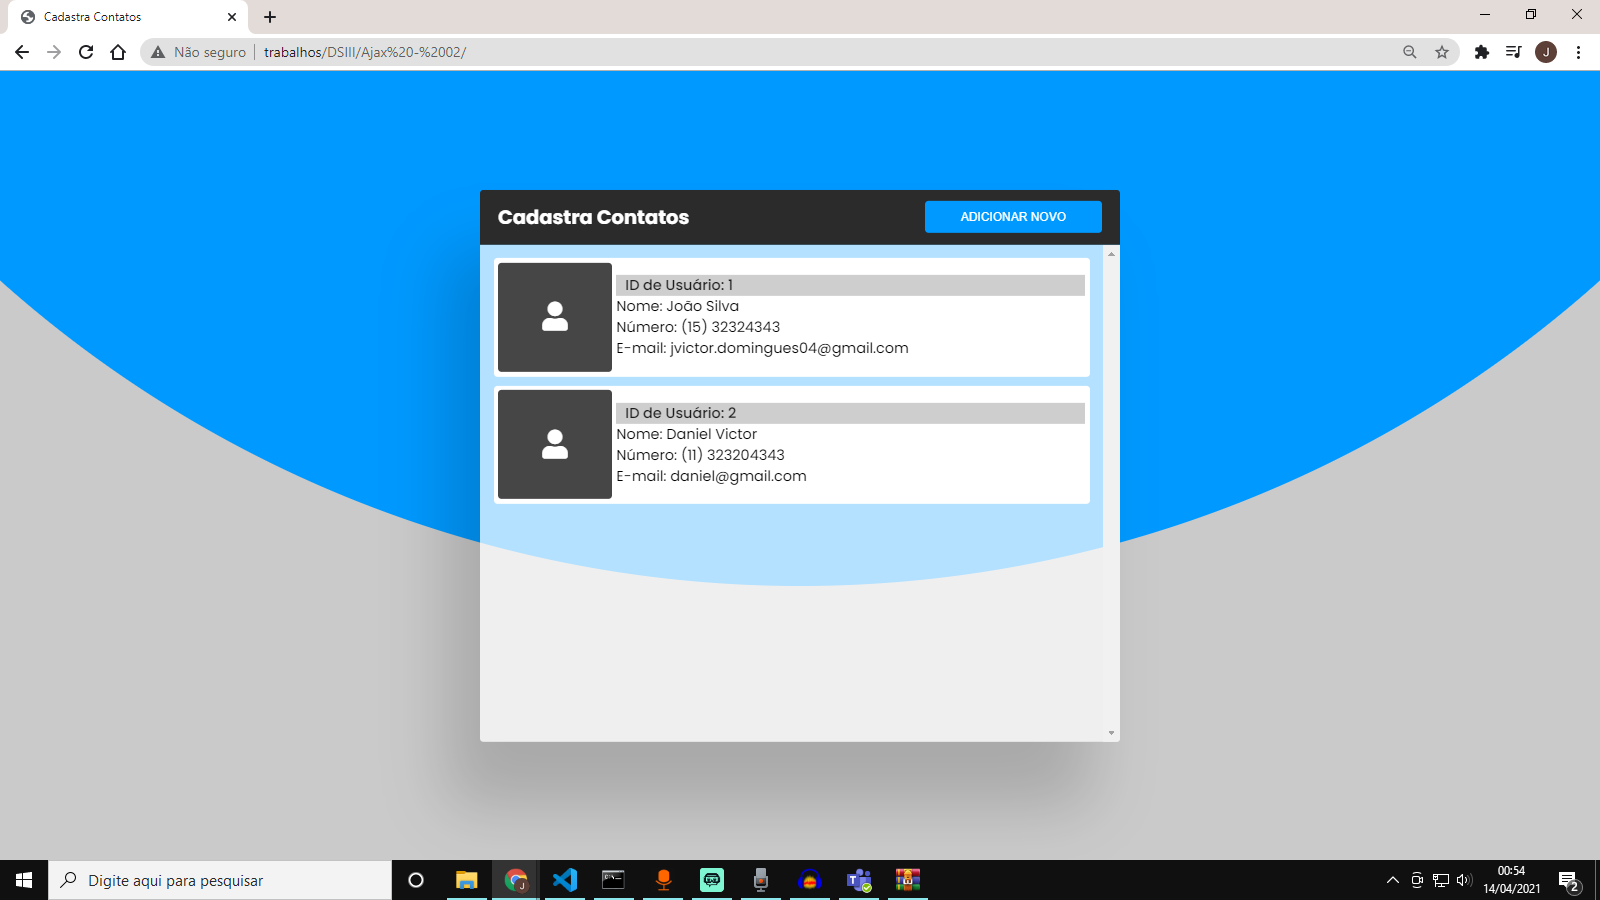 Cadastra Contatos
Não seguro
trabalhos/DSIII/Ajax%20-%2002/
J
Cadastra Contatos
ADICIONAR NOVO
ID de Usuário: 1
Nome: João Silva
Número: (15) 32324343
E-mail: jvictor.domingues04@gmail.com
ID de Usuário: 2
Nome: Daniel Victor
Número: (11) 323204343
E-mail: daniel@gmail.com
Digite aqui para pesquisar
J
00:54
14/04/2021
2